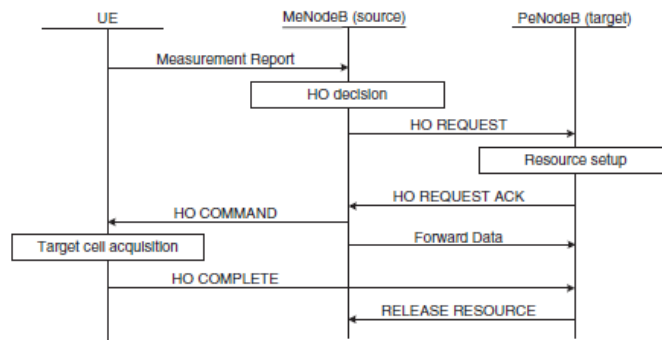 UE
MeNodeB (source)
PeNodeB (target)
Measurement Report
HO decision
HO REQUEST
Resource setup
HO REQUEST ACK
HO COMMAND
Target cell acquisition
Forward Data
HO COMPLETE
RELEASE RESOURCE